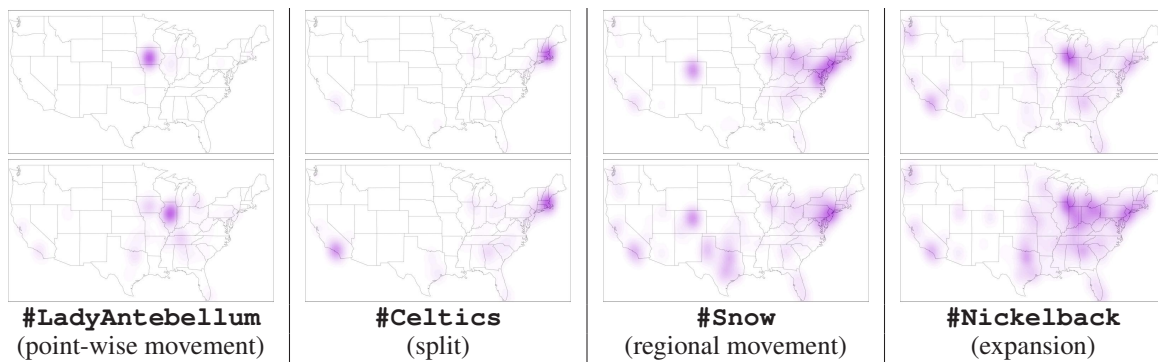 #LadyAntebellum
(point-wise movement)
#Celtics
(split)
#Snow
(regional movement)
#Nickelback
(expansion)